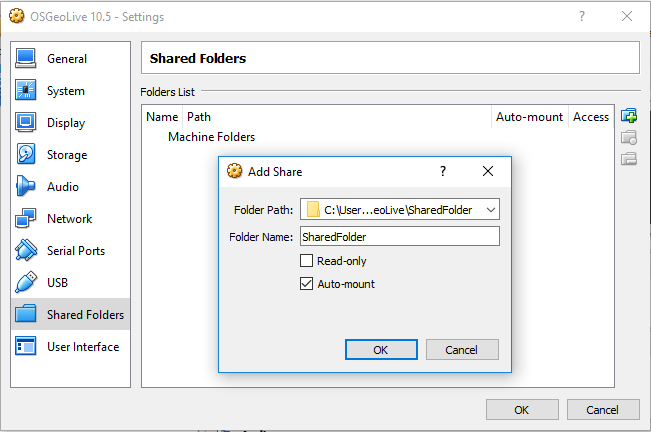 OSGeoLive 10.5 - Settings
General
System
Display
Storage
Audio
Network
Serial Ports
USB
Shared Folders
User Interface
Shared Folders
Folders List
Name Path Auto-mount Access
Machine Folders
Add Share
Folder Path: C:\User...eoLive\SharedFolder
Folder Name: SharedFolder
Read-only
Auto-mount
OK Cancel
OK Cancel